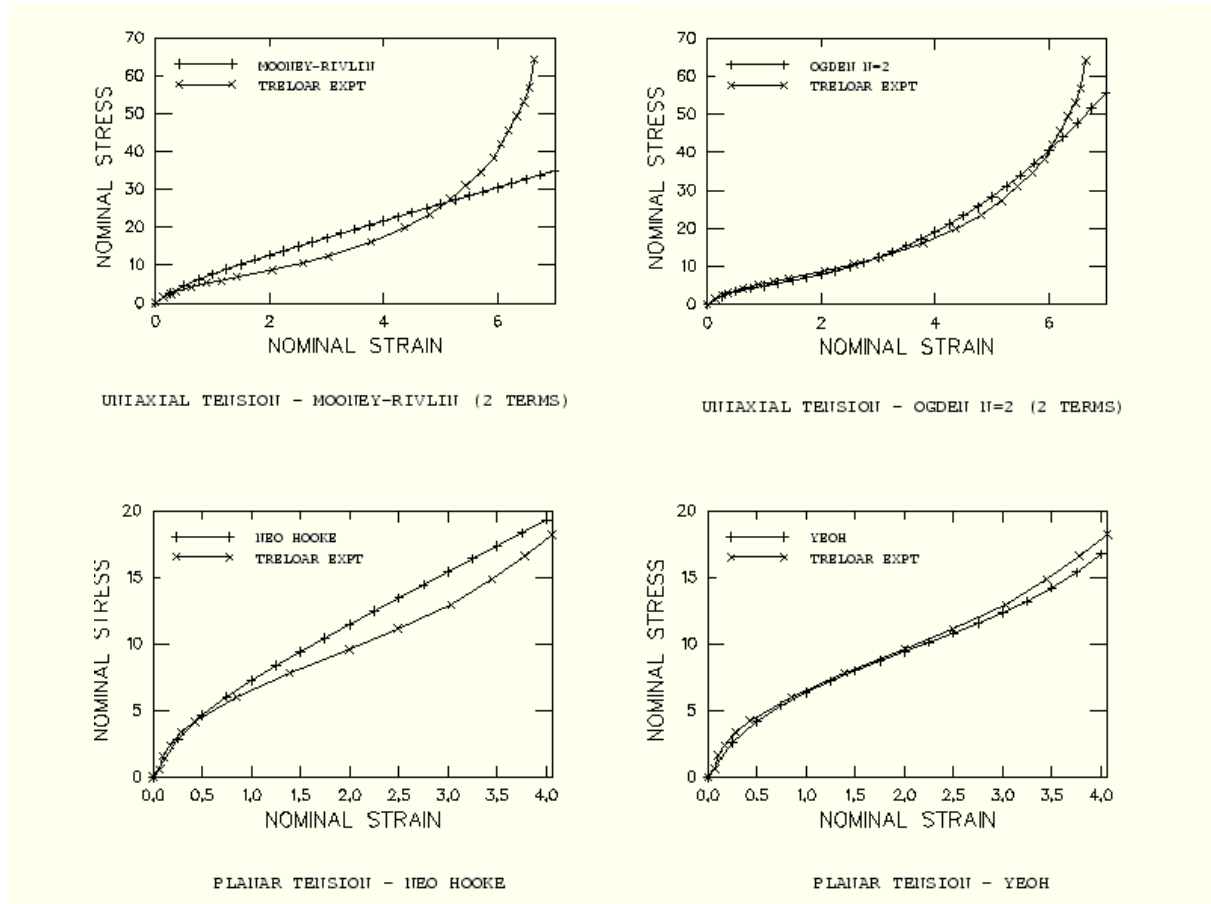 70
60
50
40
30
20
10
0
0 2 4 6
NOMINAL STRESS
NOMINAL STRAIN
MOONEY-RIVLIN
TRELOAR EXPT
UNIAXIAL TENSION - MOONEY-RIVLIN (2 TERMS)
70
60
50
40
30
20
10
0
0 2 4 6
NOMINAL STRESS
NOMINAL STRAIN
OGDEN N=2
TRELOAR EXPT
UNIAXIAL TENSION - OGDEN N=2 (2 TERMS)
20
15
10
5
0
0.0 0.5 1.0 1.5 2.0 2.5 3.0 3.5 4.0
NOMINAL STRESS
NOMINAL STRAIN
NEO HOOKE
TRELOAR EXPT
PLANAR TENSION - NEO HOOKE
20
15
10
5
0
0.0 0.5 1.0 1.5 2.0 2.5 3.0 3.5 4.0
NOMINAL STRESS
NOMINAL STRAIN
YEOH
TRELOAR EXPT
PLANAR TENSION - YEOH